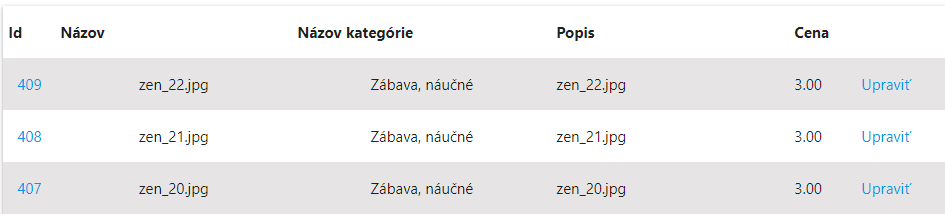 Id Názov Názov kategórie Popis Cena
409 zen_22.jpg Zábava, náučné zen_22.jpg 3.00 Upraviť
408 zen_21.jpg Zábava, náučné zen_21.jpg 3.00 Upraviť
407 zen_20.jpg Zábava, náučné zen_20.jpg 3.00 Upraviť